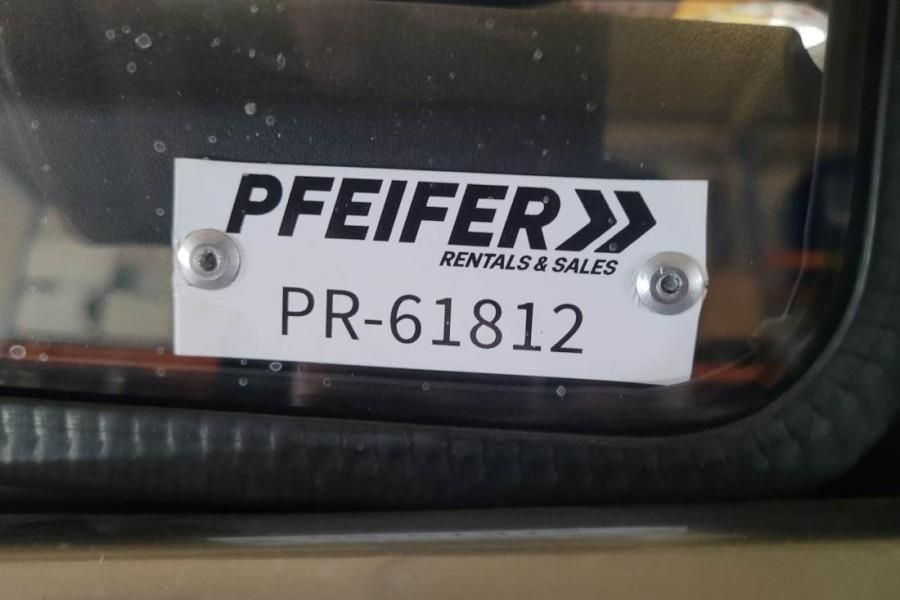 PFEIFER
RENTALS & SALES
PR-61812